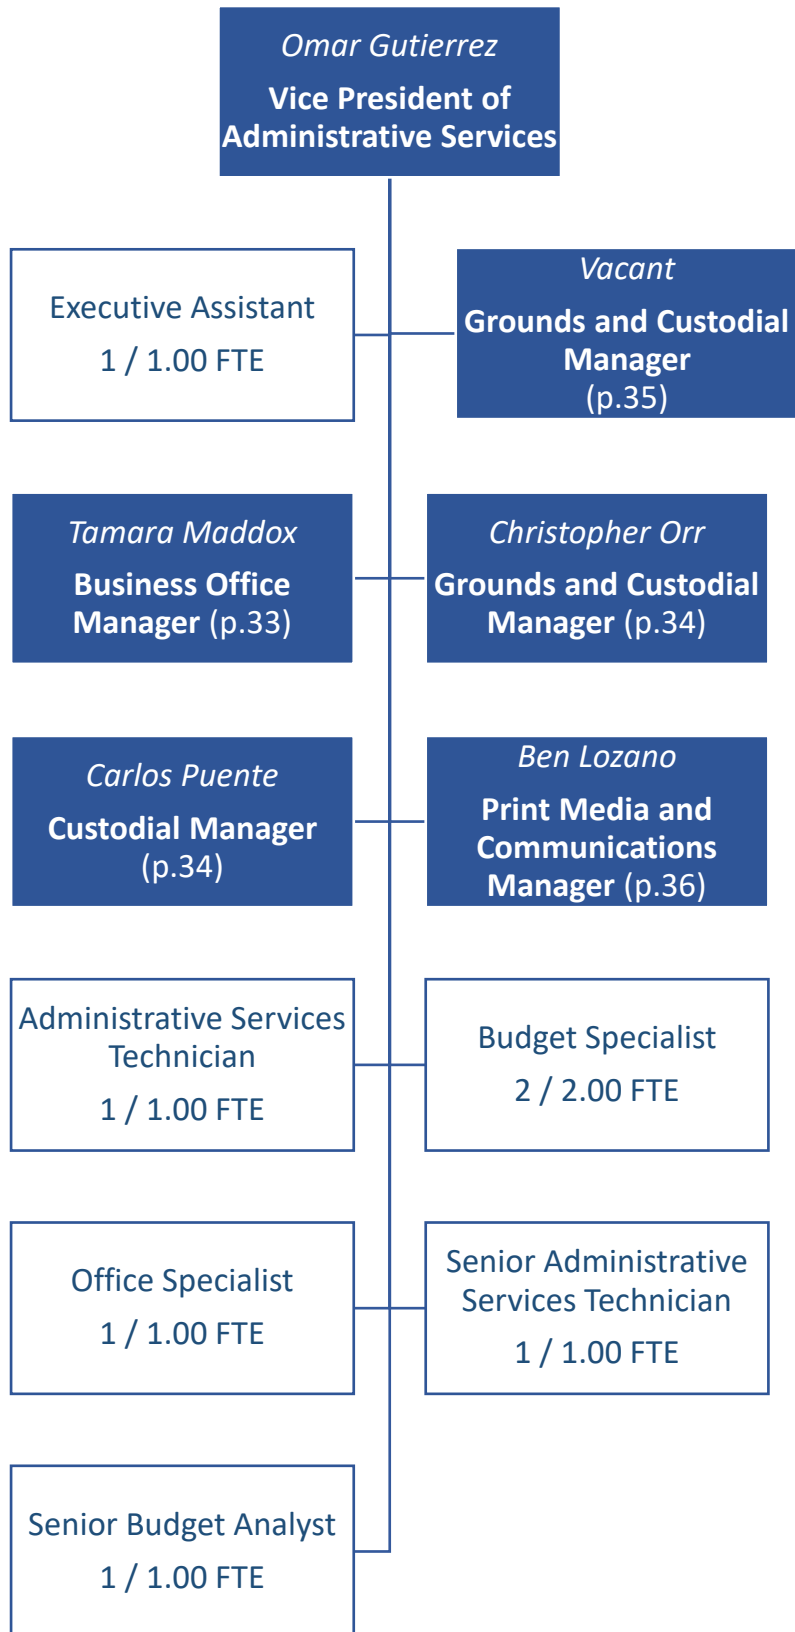 Omar Gutierrez
Vice President of
Administrative Services
Executive Assistant
1 / 1.00 FTE
Vacant
Grounds and Custodial
Manager
(p.35)
Tamara Maddox
Business Office
Manager (p.33)
Christopher Orr
Grounds and Custodial
Manager (p.34)
Carlos Puente
Custodial Manager
(p.34)
Ben Lozano
Print Media and
Communications
Manager (p.36)
Administrative Services
Technician
1 / 1.00 FTE
Budget Specialist
2 / 2.00 FTE
Office Specialist
1 / 1.00 FTE
Senior Administrative
Services Technician
1 / 1.00 FTE
Senior Budget Analyst
1 / 1.00 FTE